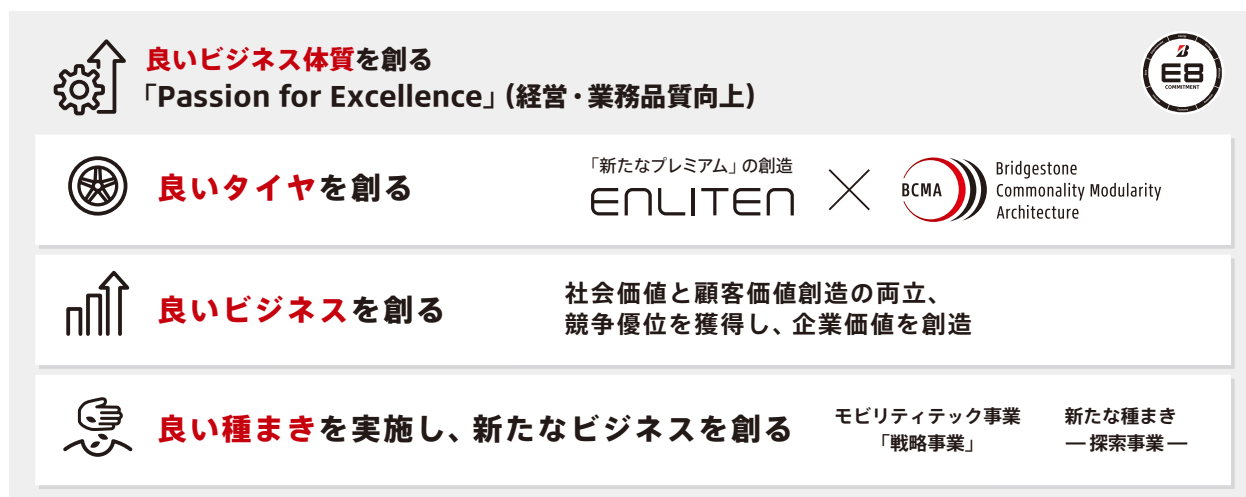 良いビジネス体質を創る
「Passion for Excellence」(経営・業務品質向上)
E8
COMMITMENT
良いタイヤを創る
「新たなプレミアム」の創造
ENLITEN
BCMA
Bridgestone
Commonality Modularity
Architecture
良いビジネスを創る
社会価値と顧客価値創造の両立、
競争優位を獲得し、企業価値を創造
良い種まきを実施し、新たなビジネスを創る
モビリティテック事業
「戦略事業」
新たな種まき
—探索事業—